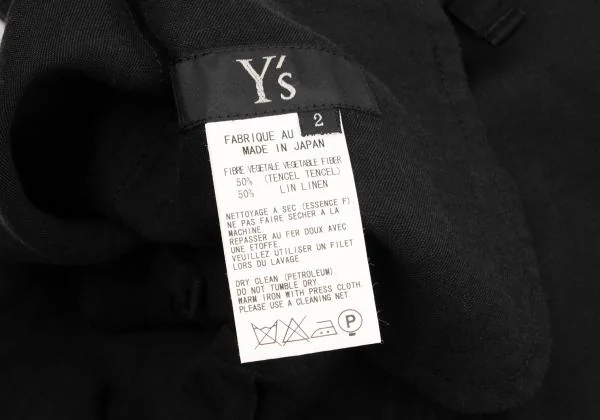 Y's
2
FABRIQUE AU
MADE IN JAPAN
FIBRE VEGETALE VEGETABLE FIBER
50% (TENCEL TENCEL)
50% LIN LINEN
NETTOYAGE A SEC (ESSENCE F)
NE PAS FAIRE SECHER A LA
MACHINE.
REPASSER AU FER DOUX AVEC
UNE ETOFFE.
VEUILLEZ UTILISER UN FILET
LORS DU LAVAGE.
DRY CLEAN (PETROLEUM).
DO NOT TUMBLE DRY.
WARM IRON WITH PRESS CLOTH.
PLEASE USE A CLEANING NET.
P